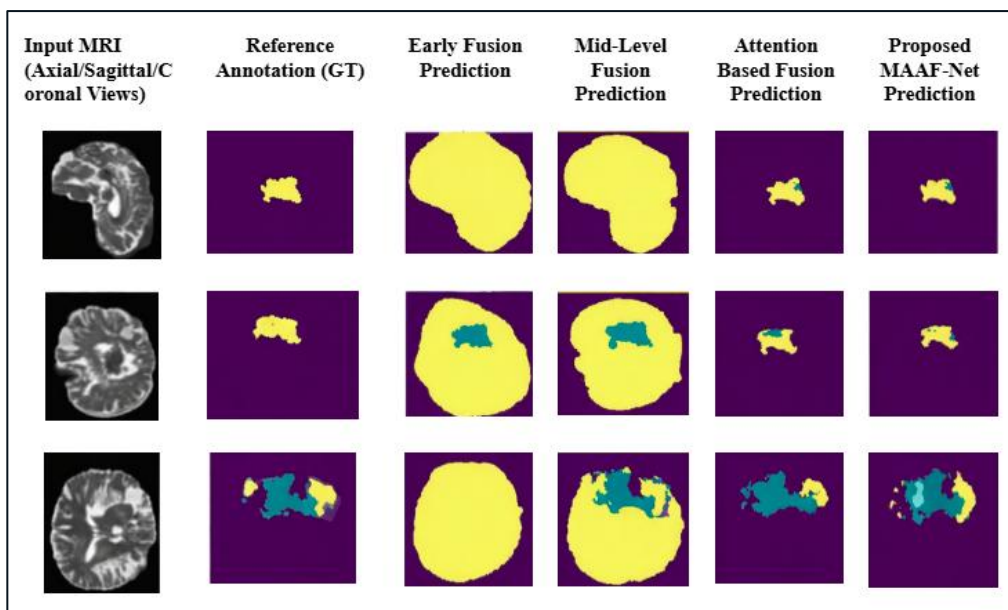 Input MRI
(Axial/Sagittal/C
oronal Views)
Reference
Annotation (GT)
Early Fusion
Prediction
Mid-Level
Fusion
Prediction
Attention
Based Fusion
Prediction
Proposed
MAAF-Net
Prediction